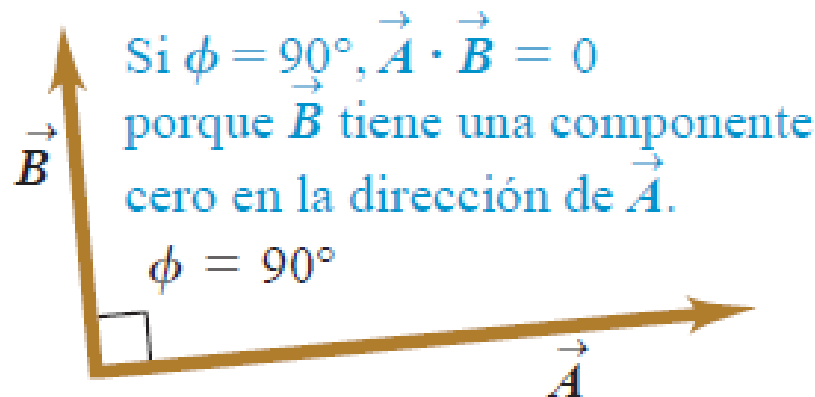 Si ϕ = 90°, A⃗ · B⃗ = 0
porque B⃗ tiene una componente
B⃗
cero en la dirección de A⃗.
ϕ = 90°
A⃗